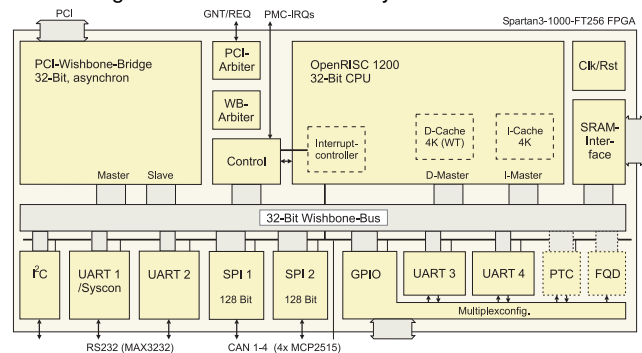 PCI
GNT/REQ
PMC-IRQs
Spartan3-1000-FT256 FPGA
PCI-Wishbone-Bridge
32-Bit, asynchron
PCI-
Arbiter
OpenRISC 1200
32-Bit CPU
Clk/Rst
WB-
Arbiter
SRAM-
Inter-
face
Control
Interrupt-
controller
D-Cache
4K (WT)
I-Cache
4K
Master
Slave
D-Master
I-Master
32-Bit Wishbone-Bus
I²C
UART 1
/Syscon
UART 2
SPI 1
128 Bit
SPI 2
128 Bit
GPIO
UART 3
UART 4
PTC
FQD
Multiplexconfig.
RS232 (MAX3232)
CAN 1-4 (4x MCP2515)